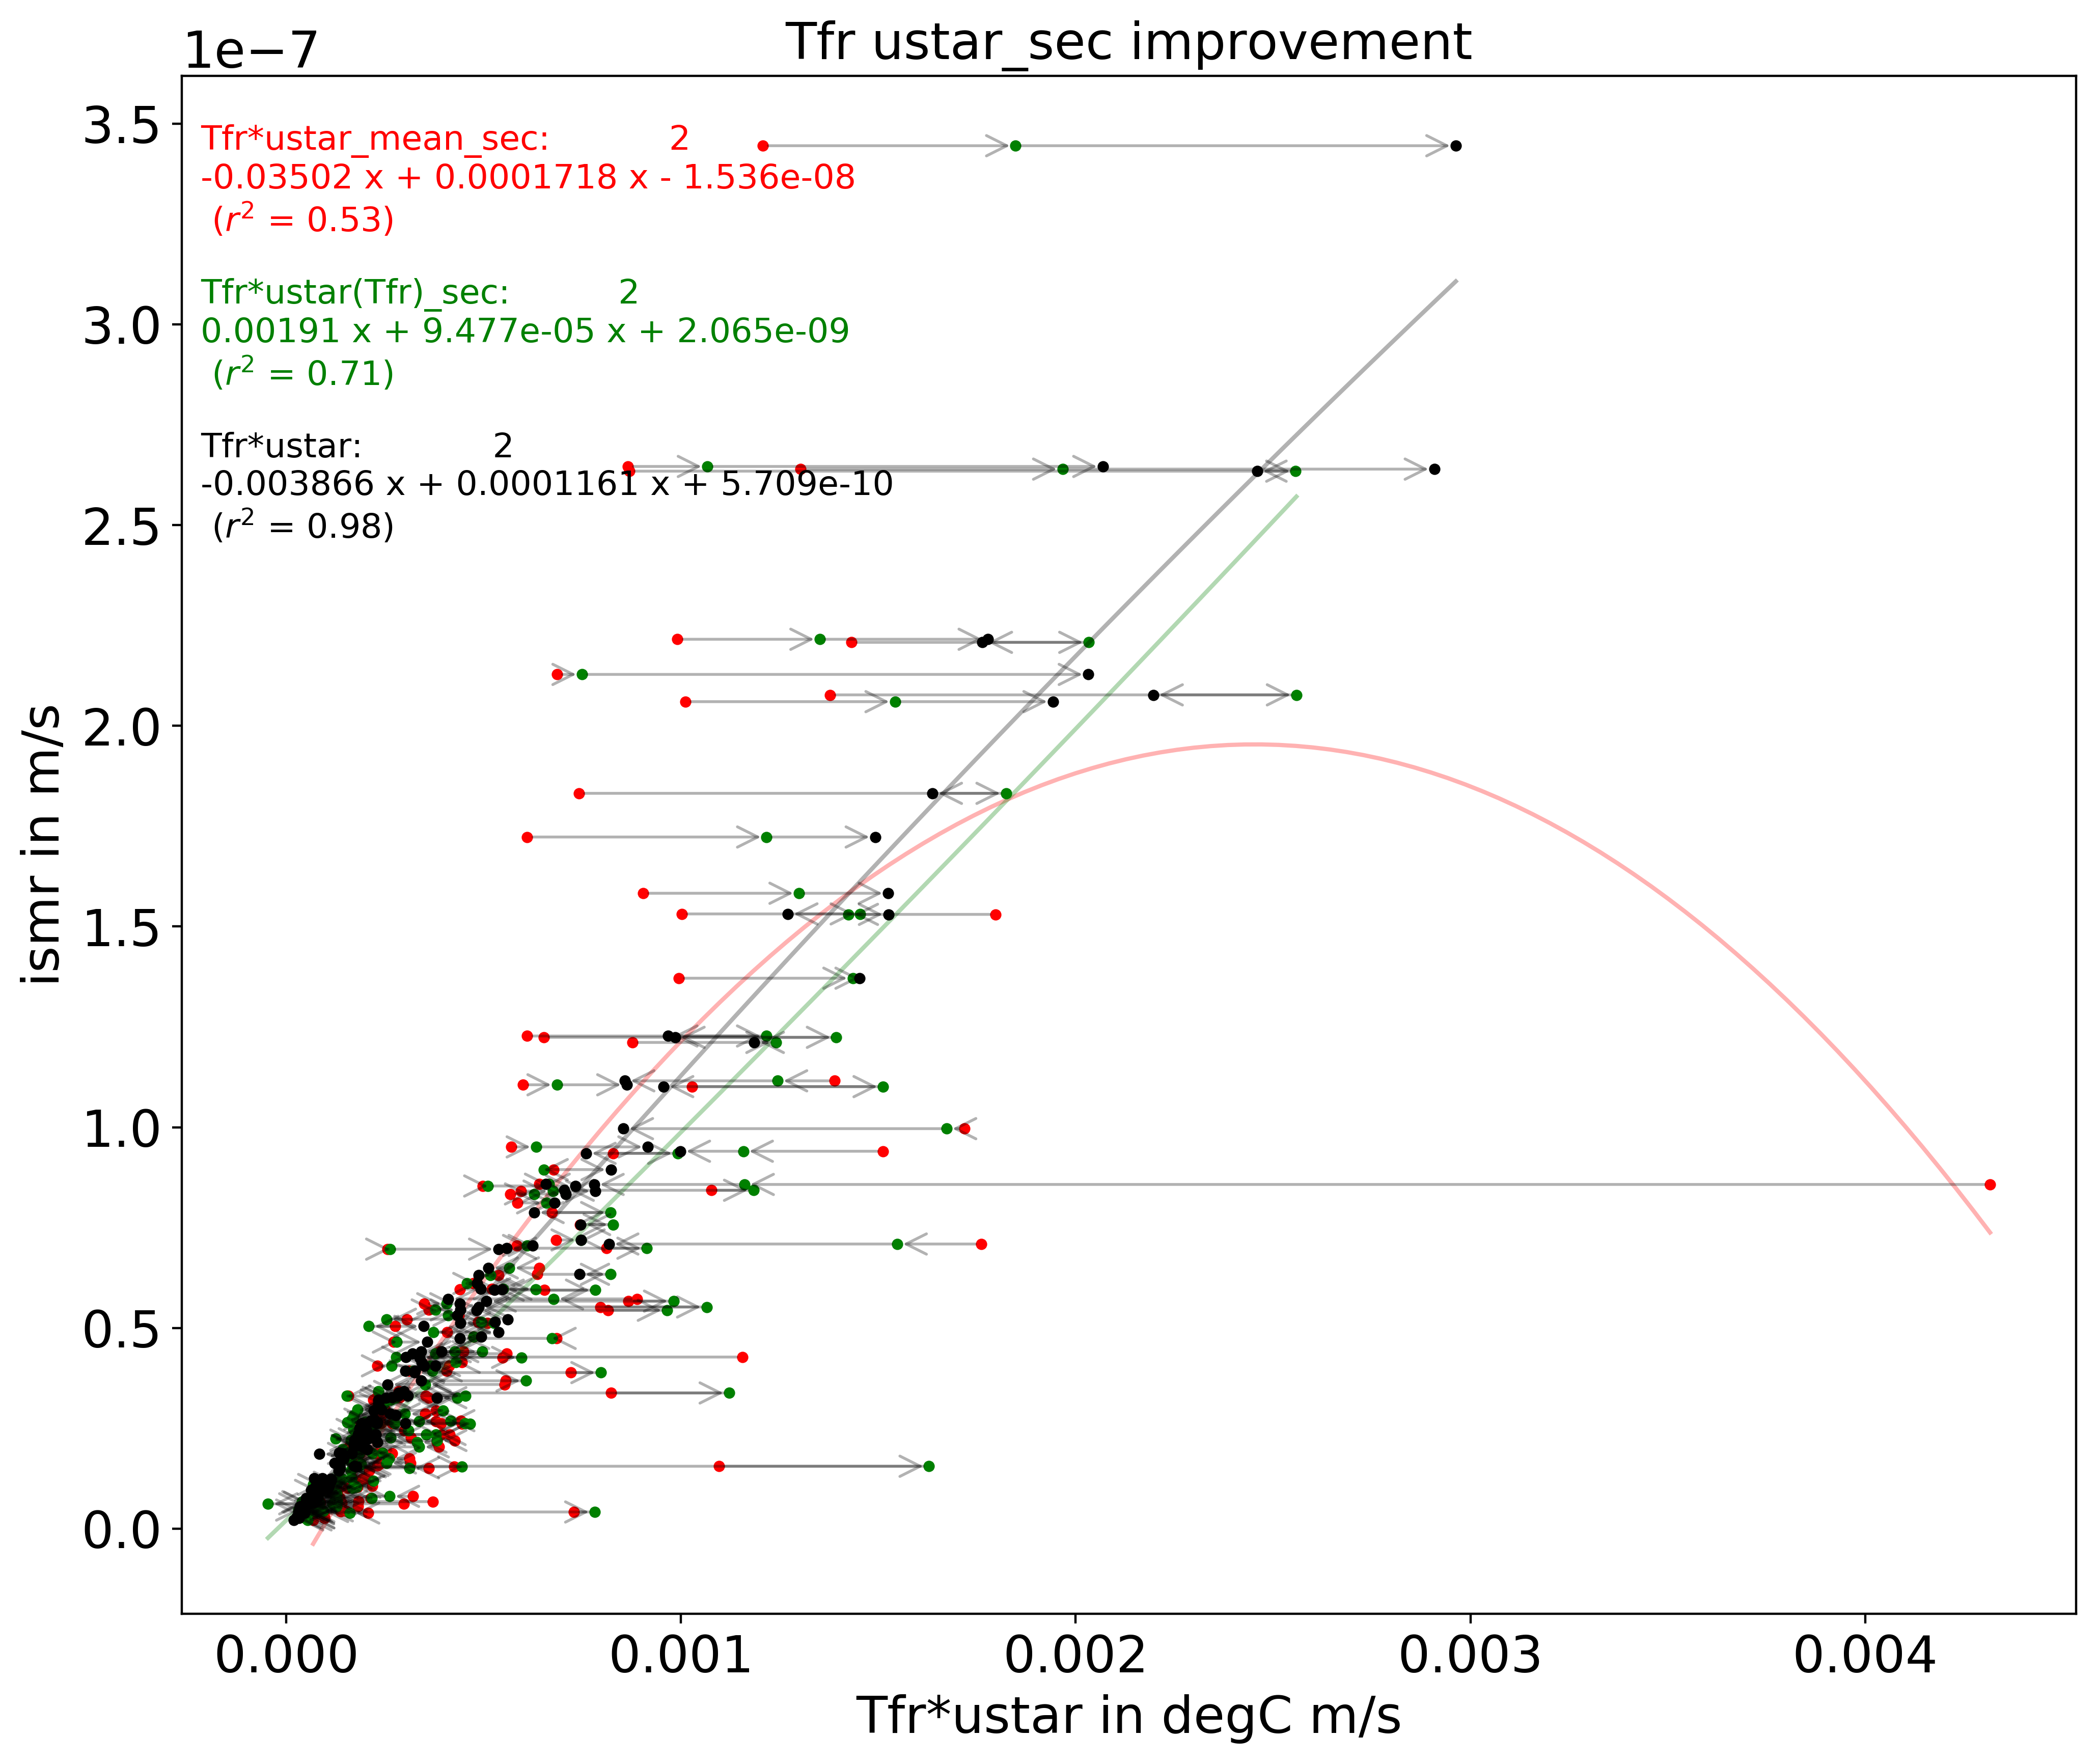 Tfr ustar_sec improvement
1e−7
Tfr*ustar_mean_sec: 2
-0.03502 x + 0.0001718 x - 1.536e-08
(r² = 0.53)
Tfr*ustar(Tfr)_sec: 2
0.00191 x + 9.477e-05 x + 2.065e-09
(r² = 0.71)
Tfr*ustar: 2
-0.003866 x + 0.0001161 x + 5.709e-10
(r² = 0.98)
3.5
3.0
2.5
2.0
1.5
1.0
0.5
0.0
ismr in m/s
0.000 0.001 0.002 0.003 0.004
Tfr*ustar in degC m/s